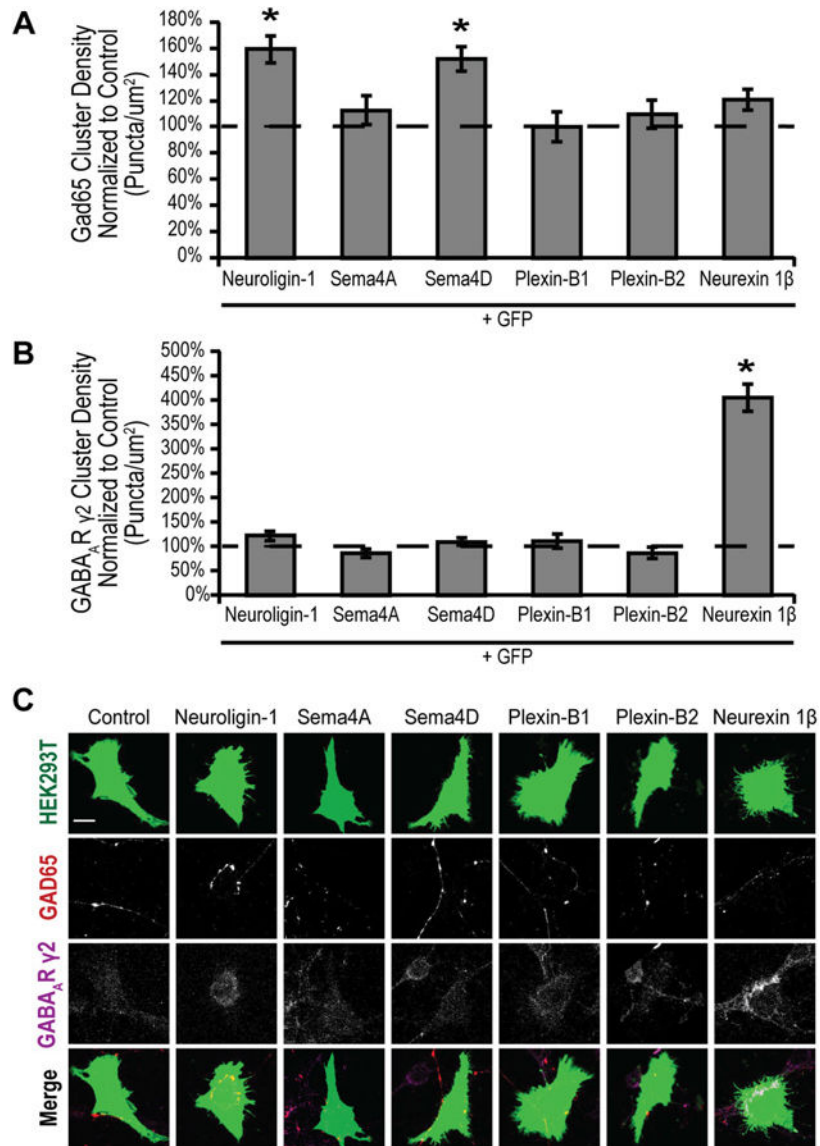 A
Gad65 Cluster Density
Normalized to Control
(Puncta/um²)
180%
160%
140%
120%
100%
80%
60%
40%
20%
0%
* *
Neuroligin-1 Sema4A Sema4D Plexin-B1 Plexin-B2 Neurexin 1β
+ GFP
B
GABA_AR γ2 Cluster Density
Normalized to Control
(Puncta/um²)
500%
450%
400%
350%
300%
250%
200%
150%
100%
50%
0%
*
Neuroligin-1 Sema4A Sema4D Plexin-B1 Plexin-B2 Neurexin 1β
+ GFP
C
Control Neuroligin-1 Sema4A Sema4D Plexin-B1 Plexin-B2 Neurexin 1β
HEK293T
GAD65
GABA_AR γ2
Merge